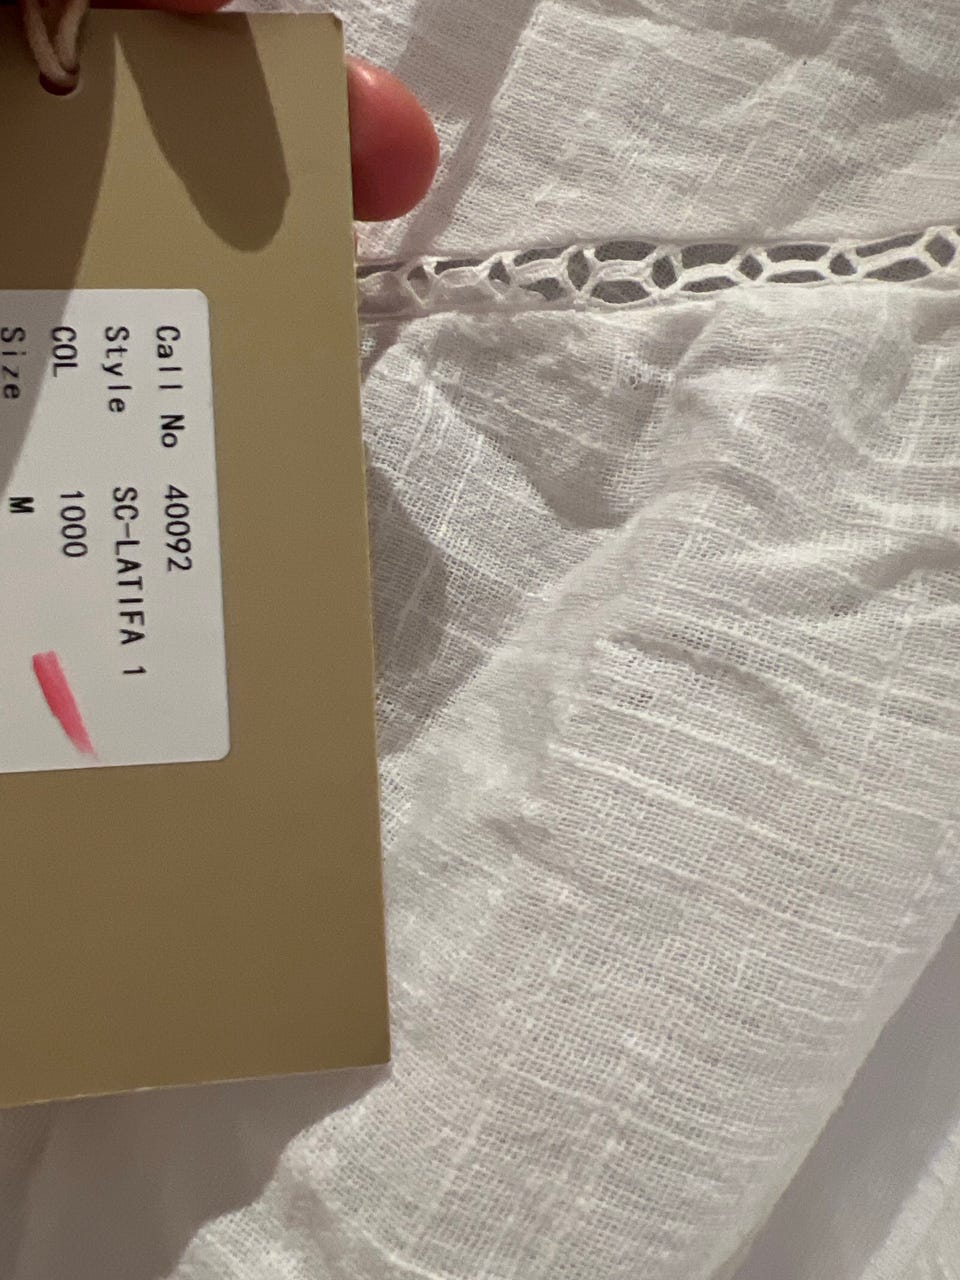 Call No 40092
Style SC-LATIFA 1
COL 1000
Size M